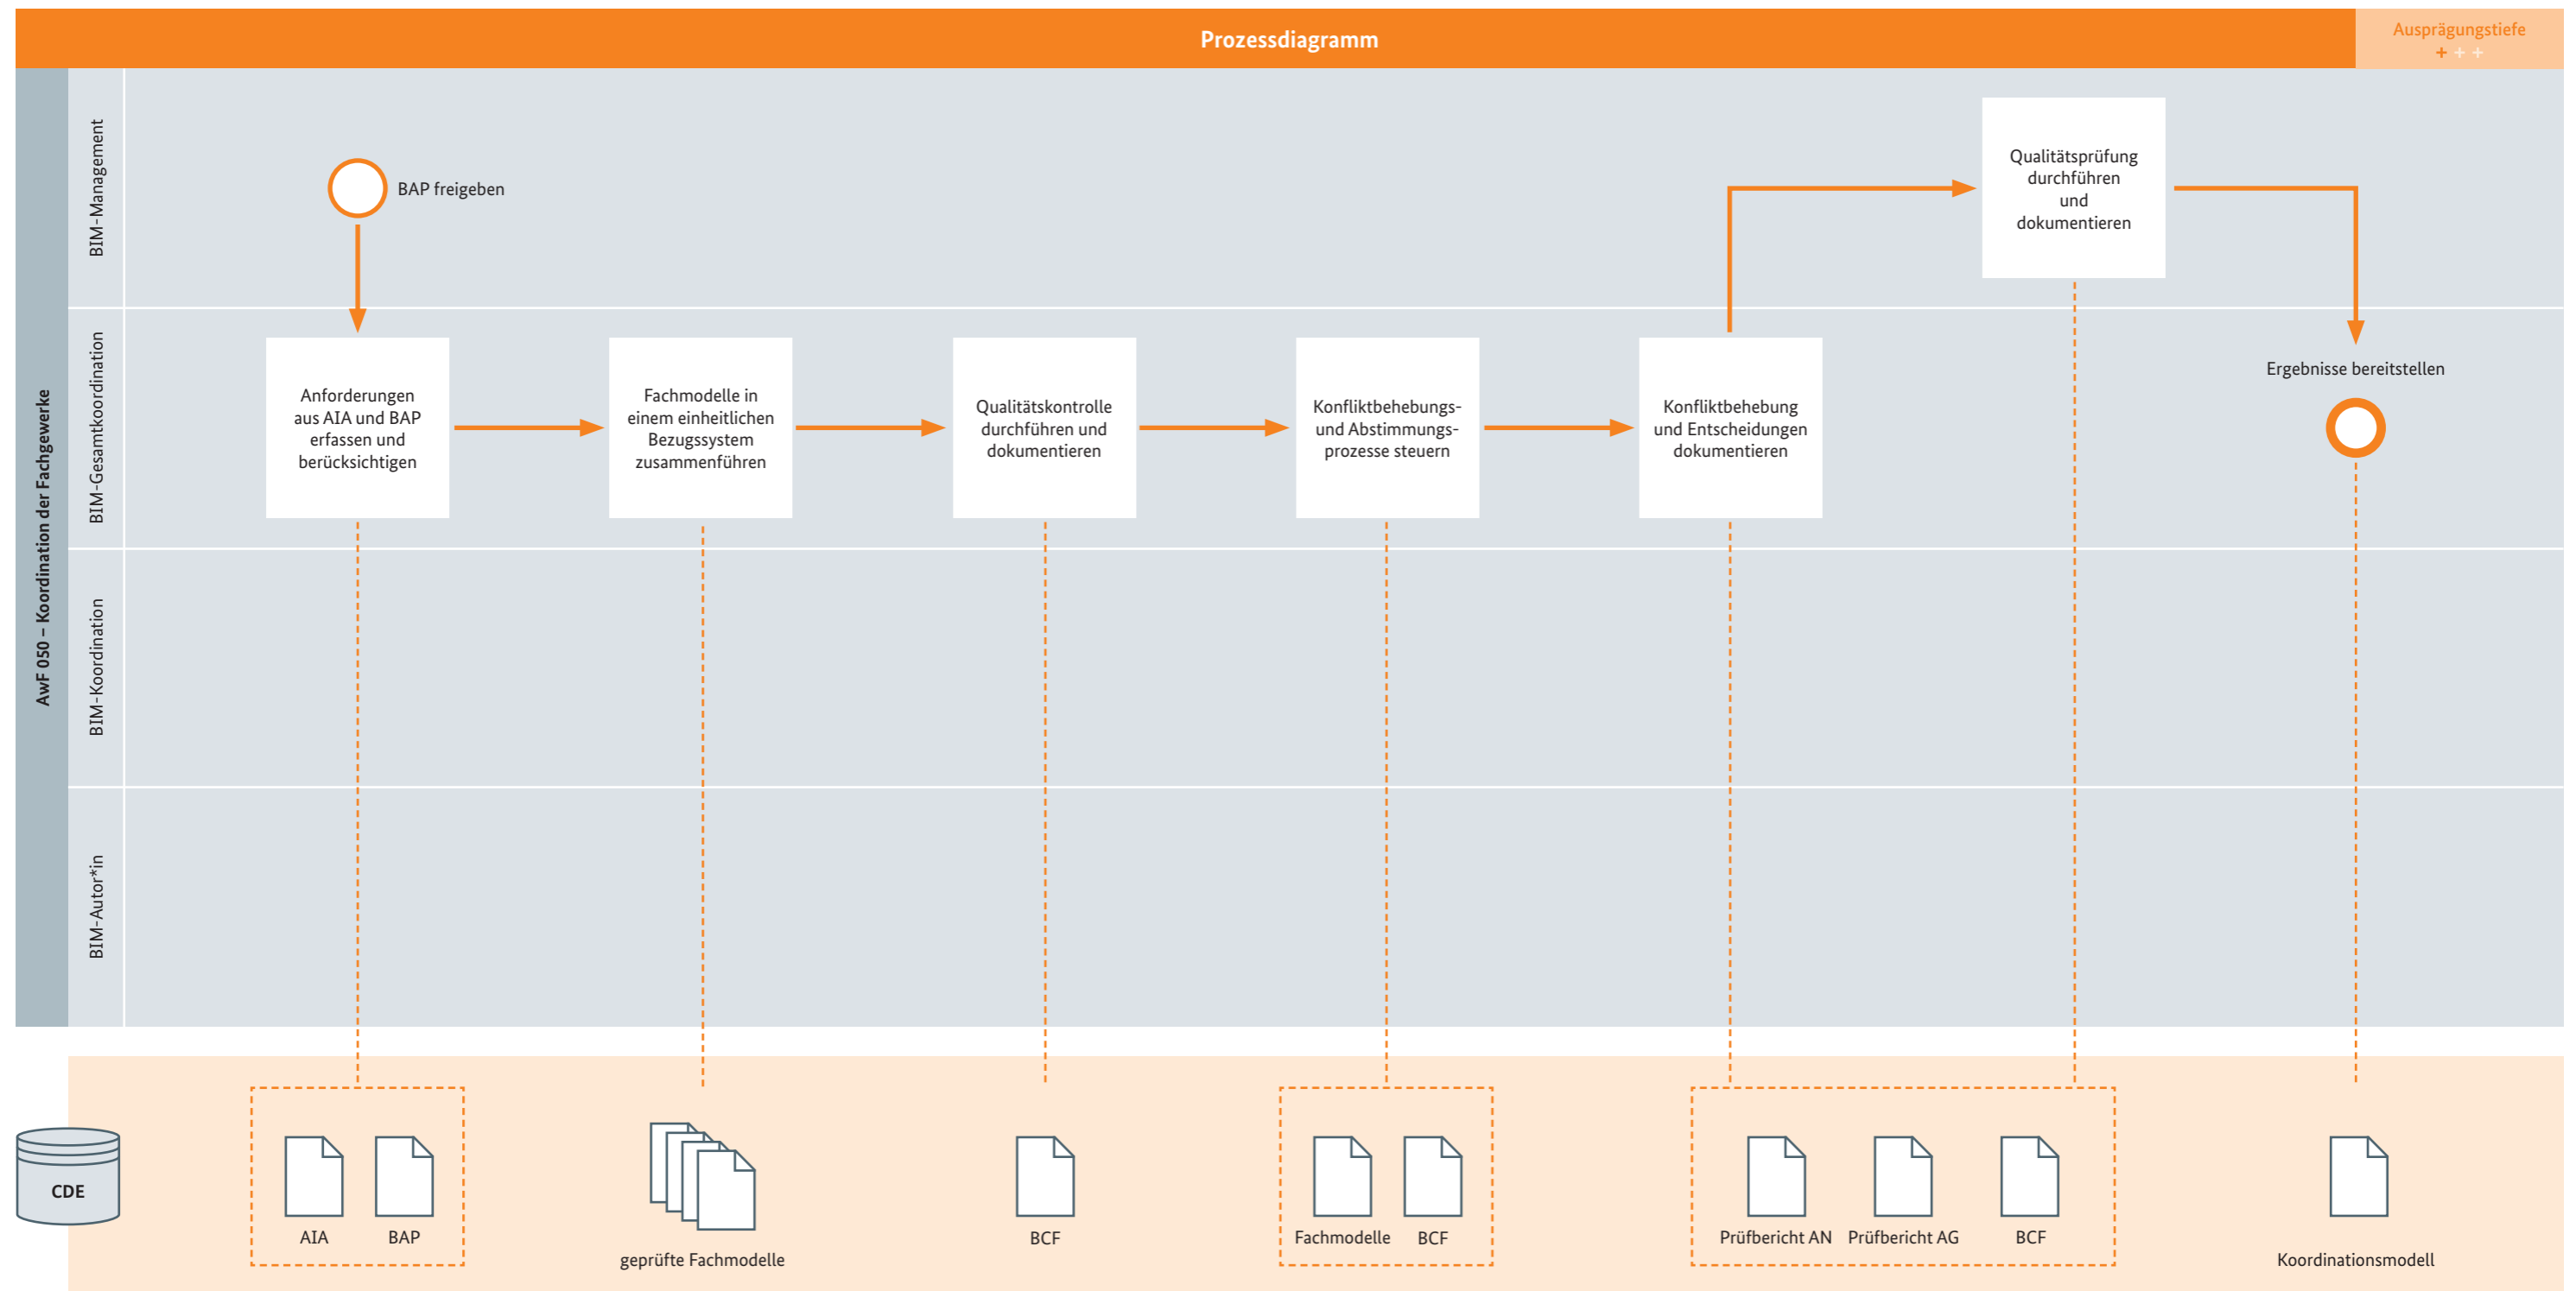 Prozessdiagramm
Ausprägungstiefe
+ + +
AwF 050 – Koordination der Fachgewerke
BIM-Management
BAP freigeben
Qualitätsprüfung
durchführen
und
dokumentieren
BIM-Gesamtkoordination
Anforderungen
aus AIA und BAP
erfassen und
berücksichtigen
Fachmodelle in
einem einheitlichen
Bezugssystem
zusammenführen
Qualitätskontrolle
durchführen und
dokumentieren
Konfliktbehebungs-
und Abstimmungs-
prozesse steuern
Konfliktbehebung
und Entscheidungen
dokumentieren
Ergebnisse bereitstellen
BIM-Koordination
BIM-Autor*in
CDE
AIA
BAP
geprüfte Fachmodelle
BCF
Fachmodelle
BCF
Prüfbericht AN
Prüfbericht AG
BCF
Koordinationsmodell